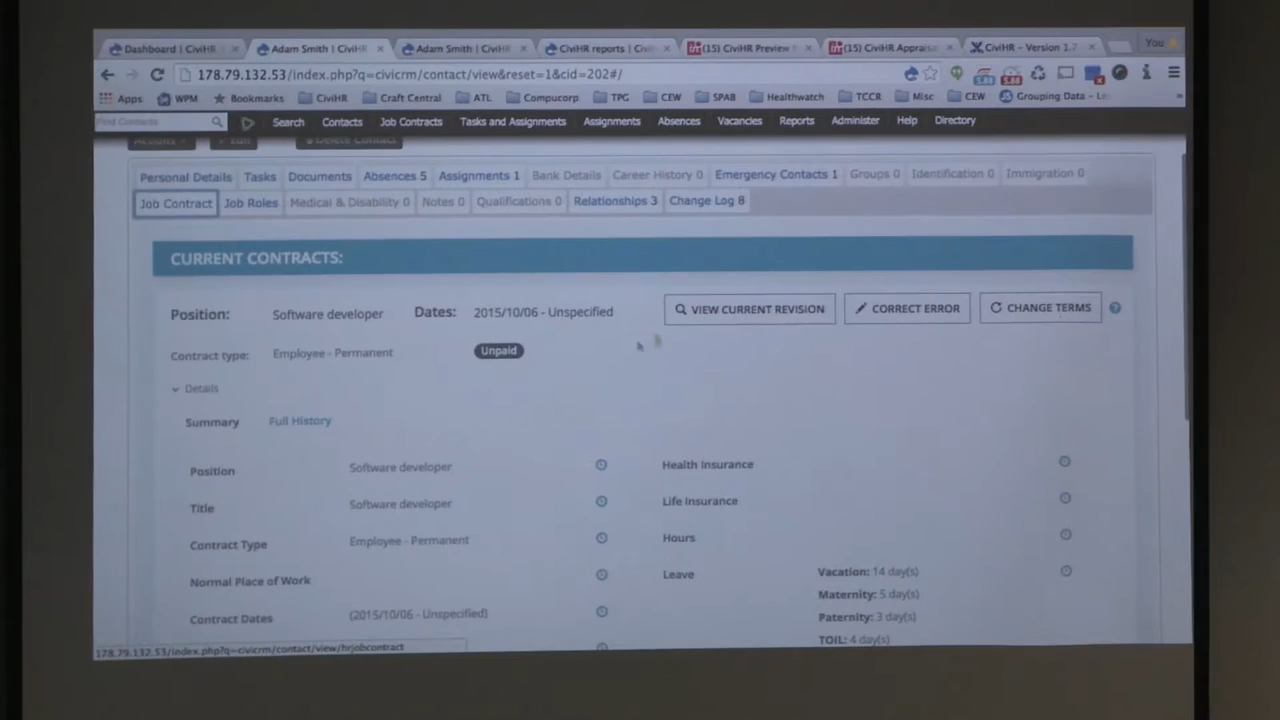 Dashboard | CiviHR
Adam Smith | CiviHR
Adam Smith | CiviHR
CiviHR reports | Civi
(15) CiviHR Preview
(15) CiviHR Apprais
CiviHR - Version 1.7
You
178.79.132.53/index.php?q=civicrm/contact/view&reset=1&cid=202#/
Apps WPM Bookmarks CiviHR Craft Central ATL Compucorp TPG CEW SPAB Healthwatch TCCR Misc CEW Grouping Data - Le
Find Contacts Search Contacts Job Contracts Tasks and Assignments Assignments Absences Vacancies Reports Administer Help Directory
Actions Edit Delete Contact
Personal Details Tasks Documents Absences 5 Assignments 1 Bank Details Career History 0 Emergency Contacts 1 Groups 0 Identification 0 Immigration 0
Job Contract Job Roles Medical & Disability 0 Notes 0 Qualifications 0 Relationships 3 Change Log 8
CURRENT CONTRACTS:
Position: Software developer Dates: 2015/10/06 - Unspecified VIEW CURRENT REVISION CORRECT ERROR CHANGE TERMS
Contract type: Employee - Permanent Unpaid
Details
Summary Full History
Position Software developer Health Insurance
Title Software developer Life Insurance
Contract Type Employee - Permanent Hours
Normal Place of Work Leave Vacation: 14 day(s)
Maternity: 5 day(s)
Contract Dates (2015/10/06 - Unspecified) Paternity: 3 day(s)
TOIL: 4 day(s)
178.79.132.53/index.php?q=civicrm/contact/view/hrjobcontract